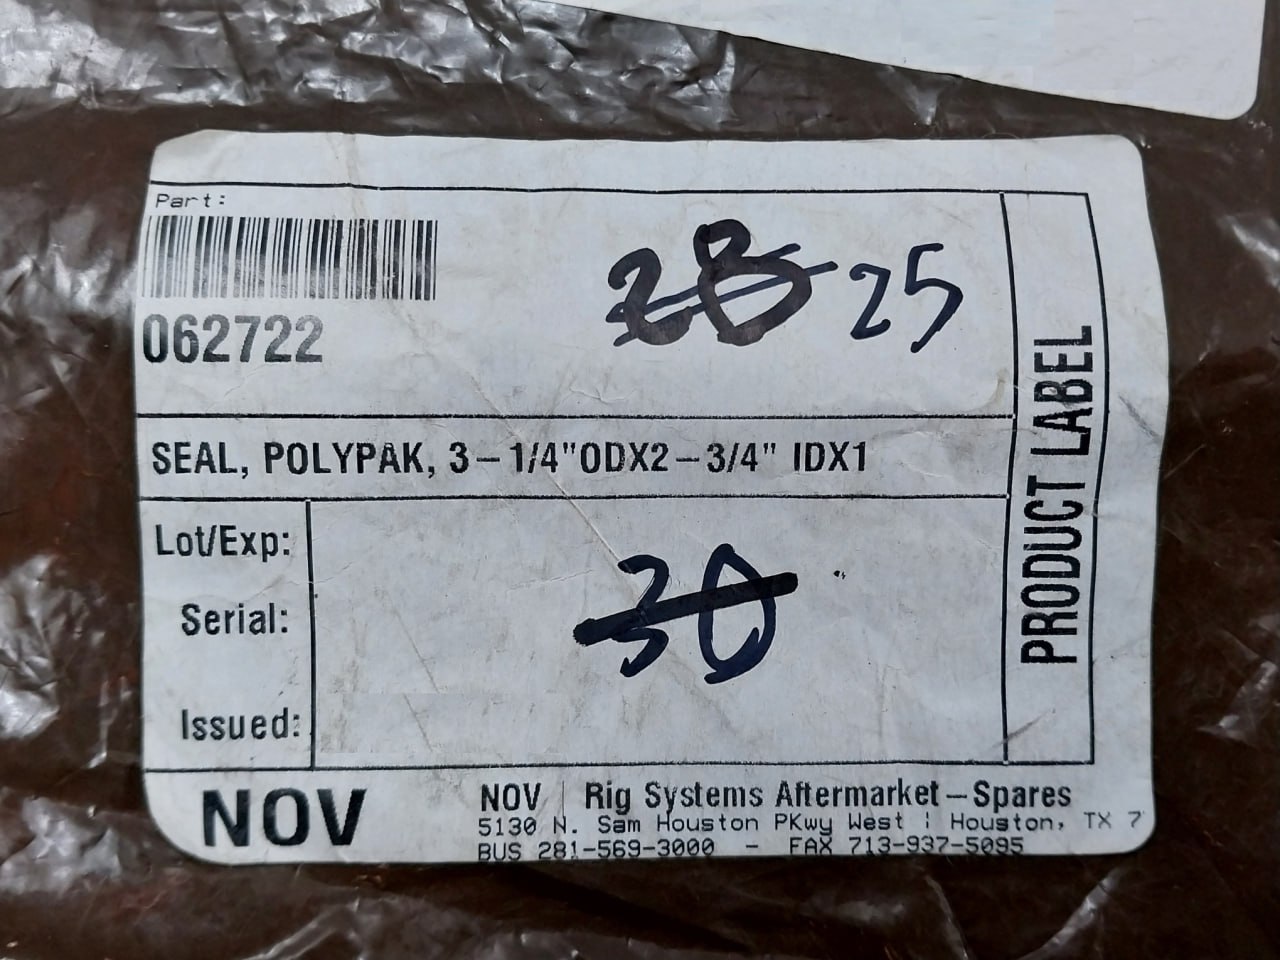 Part:
062722
28 25
SEAL, POLYPAK, 3-1/4"ODX2-3/4" IDX1
Lot/Exp:
30
Serial:
Issued:
PRODUCT LABEL
NOV
NOV | Rig Systems Aftermarket-Spares
5130 N. Sam Houston PKwy West | Houston, TX 7
BUS 281-569-3000 - FAX 713-937-5095